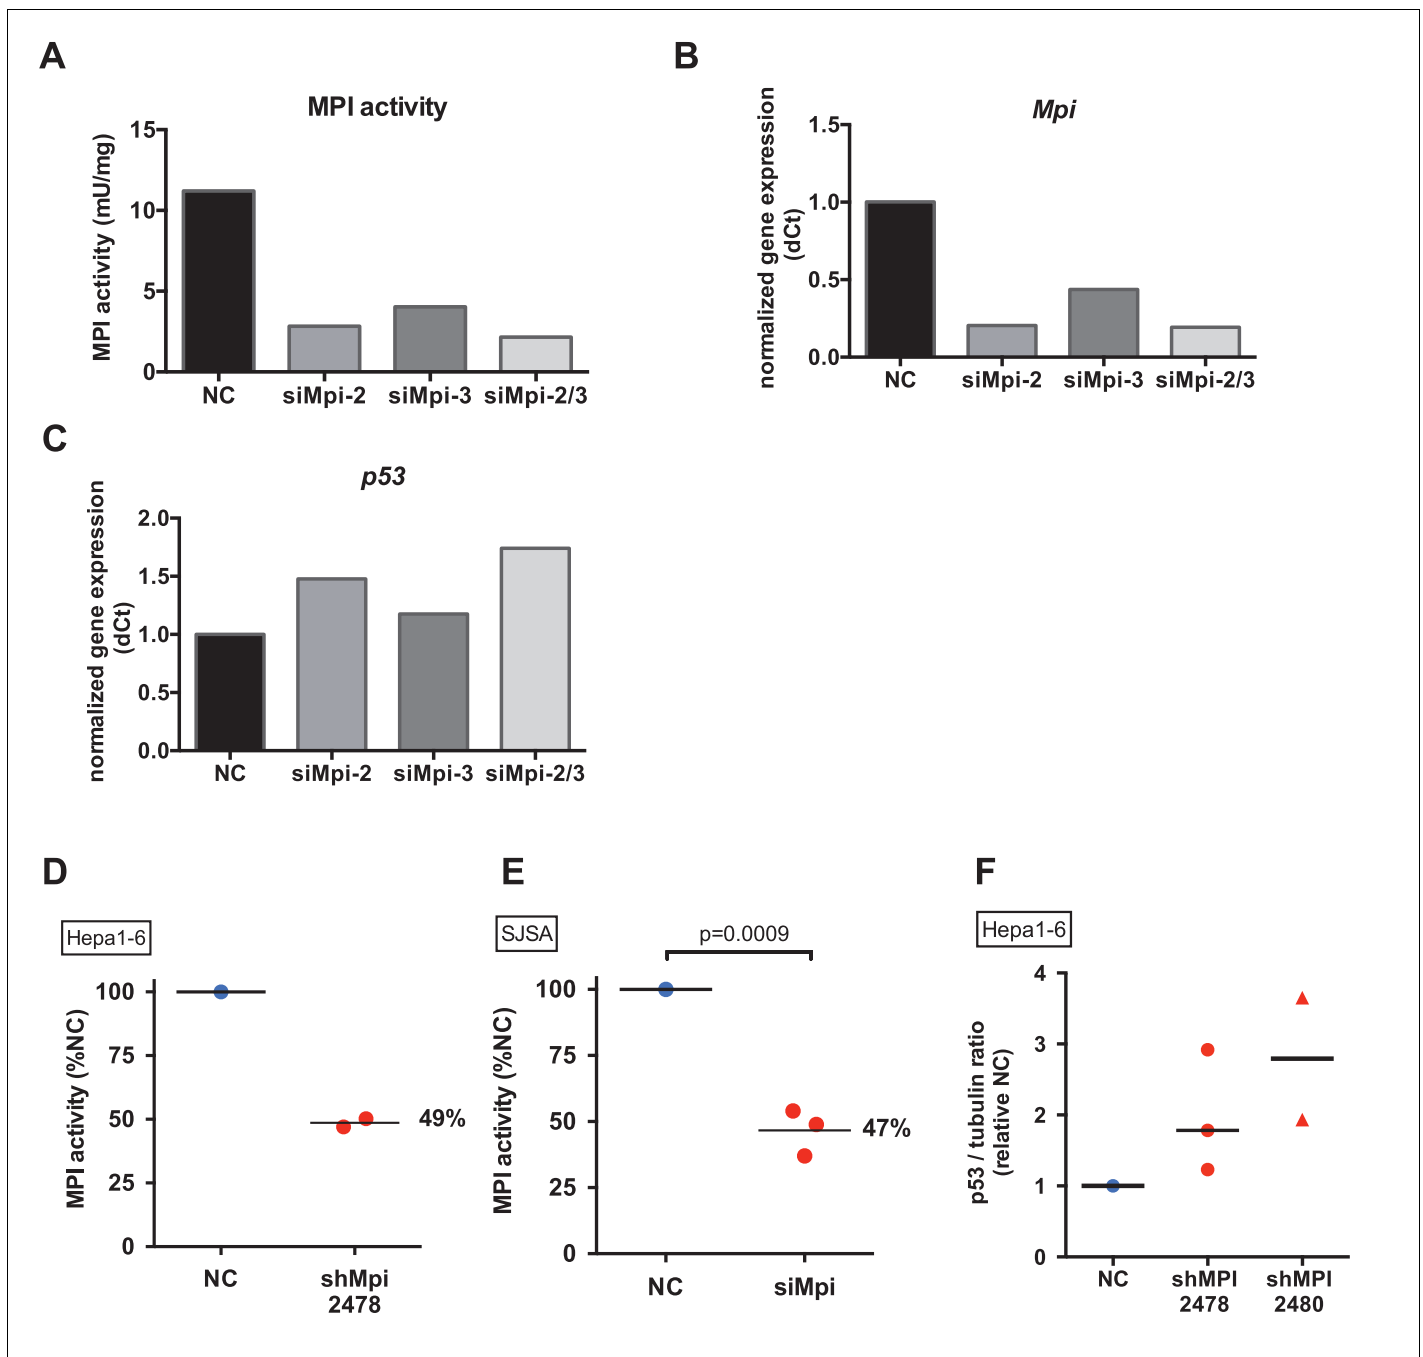 A
MPI activity
MPI activity (mU/mg)
15
10
5
0
NC siMpi-2 siMpi-3 siMpi-2/3
B
Mpi
normalized gene expression
(dCt)
1.5
1.0
0.5
0.0
NC siMpi-2 siMpi-3 siMpi-2/3
C
p53
normalized gene expression
(dCt)
2.0
1.5
1.0
0.5
0.0
NC siMpi-2 siMpi-3 siMpi-2/3
D
Hepa1-6
MPI activity (%NC)
100
75
50
25
0
49%
NC shMpi
2478
E
SJSA
p=0.0009
MPI activity (%NC)
100
75
50
25
0
47%
NC siMpi
F
Hepa1-6
p53 / tubulin ratio
(relative NC)
4
3
2
1
0
NC shMPI shMPI
2478 2480